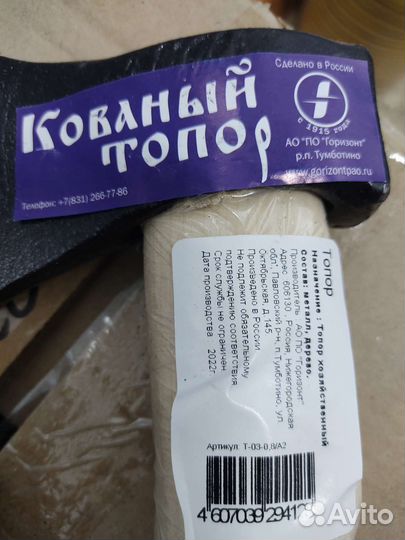 Сделано в России
Кованый
топор
с 1915 года
АО "ПО "Горизонт"
р.п. Тумботино
www.gorizontpao.ru
Телефон: +7(831) 266-77-86
Топор
Назначение : Топор хозяйственный
Состав: металл, дерево.
Производитель : АО ПО "Горизонт"
Адрес: 606130 , Россия, Нижегородская
обл., Павловский р-н, п.Тумботино, ул.
Октябрьская, д. 145.
Произведено в России
Не подлежит обязательному
подтверждению соответствия
Срок службы не ограничен
Дата производства 2022г
Артикул: Т-03-0,8/А2
4 607039 2941
Avito